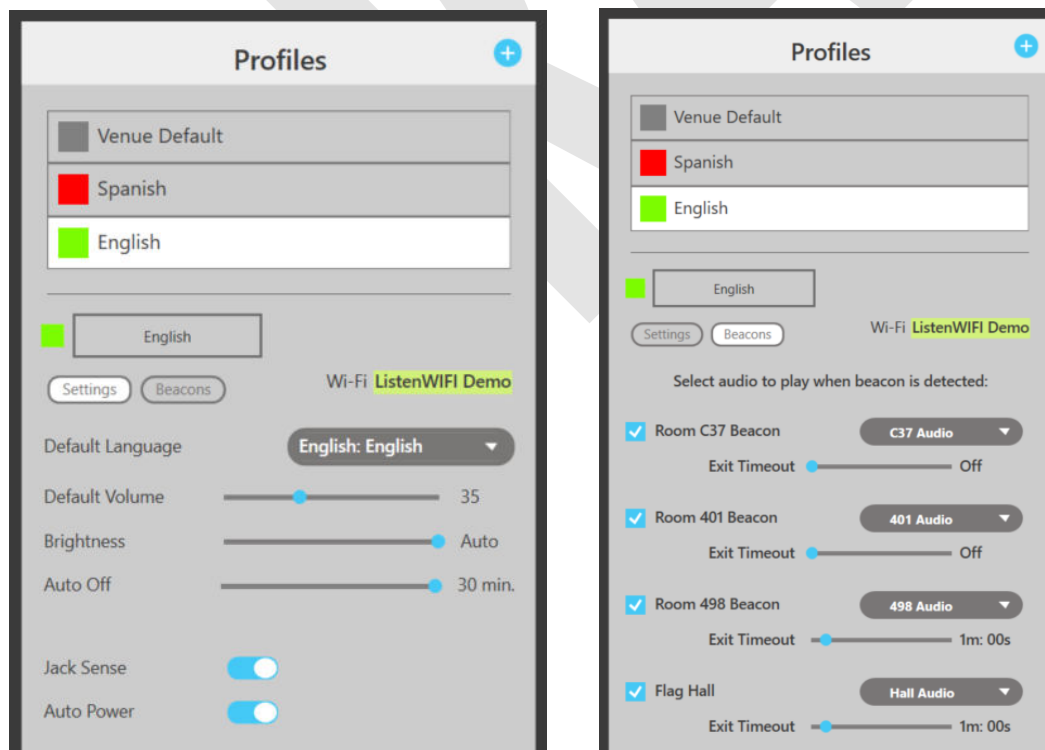 Profiles
Venue Default
Spanish
English
English
Settings Beacons Wi-Fi ListenWIFI Demo
Default Language English: English
Default Volume 35
Brightness Auto
Auto Off 30 min.
Jack Sense
Auto Power
Profiles
Venue Default
Spanish
English
English
Settings Beacons Wi-Fi ListenWIFI Demo
Select audio to play when beacon is detected:
Room C37 Beacon C37 Audio
Exit Timeout Off
Room 401 Beacon 401 Audio
Exit Timeout Off
Room 498 Beacon 498 Audio
Exit Timeout 1m: 00s
Flag Hall Hall Audio
Exit Timeout 1m: 00s